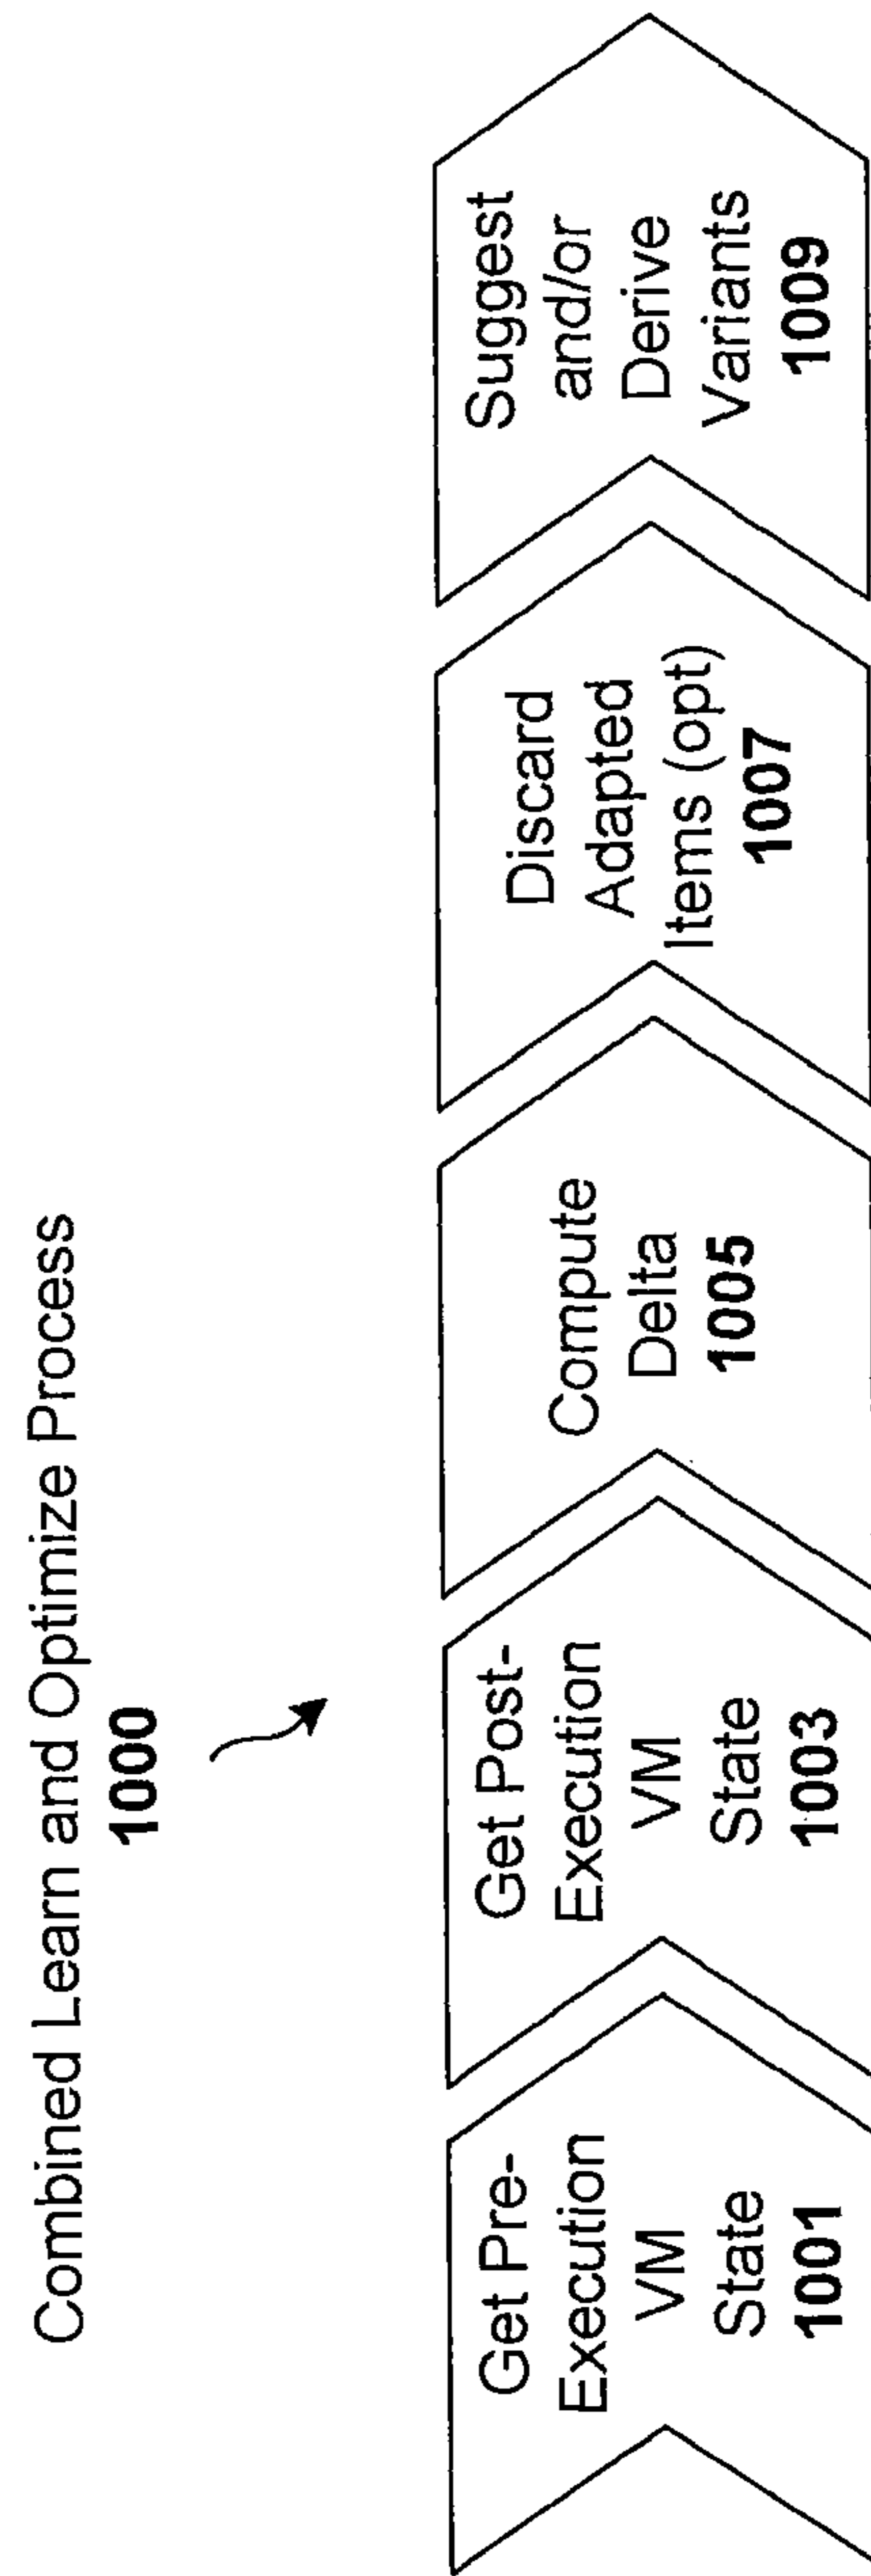 Combined Learn and Optimize Process
1000
Get Pre-
Execution
VM
State
1001
Get Post-
Execution
VM
State
1003
Compute
Delta
1005
Discard
Adapted
Items (opt)
1007
Suggest
and/or
Derive
Variants
1009